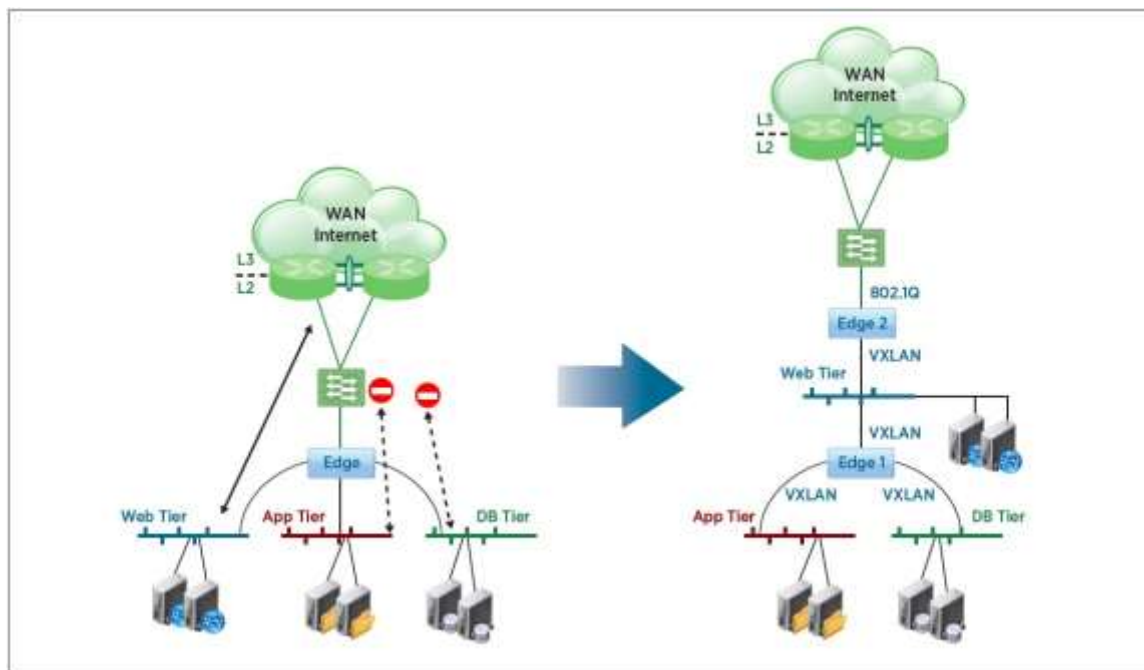 WAN
Internet
L3
L2
Edge
Web Tier
App Tier
DB Tier
WAN
Internet
L3
L2
802.1Q
Edge 2
VXLAN
Web Tier
VXLAN
Edge 1
VXLAN
VXLAN
App Tier
DB Tier